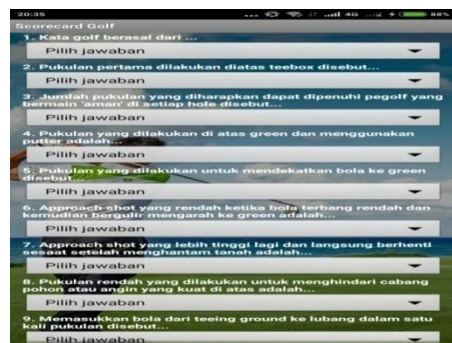 20:35 ... 4G 88%
Scorecard Golf
1. Kata golf berasal dari ...
Pilih jawaban
2. Pukulan pertama dilakukan diatas teebox disebut...
Pilih jawaban
3. Jumlah pukulan yang diharapkan dapat dipenuhi pegolf yang
bermain 'aman' di setiap hole disebut...
Pilih jawaban
4. Pukulan yang dilakukan di atas green dan menggunakan
putter adalah...
Pilih jawaban
5. Pukulan yang dilakukan untuk mendekatkan bola ke green
disebut...
Pilih jawaban
6. Approach shot yang rendah ketika bola terbang rendah dan
kemudian bergulir mengarah ke green adalah...
Pilih jawaban
7. Approach shot yang lebih tinggi lagi dan langsung berhenti
sesaat setelah menghantam tanah adalah...
Pilih jawaban
8. Pukulan rendah yang dilakukan untuk menghindari cabang
pohon atau angin yang kuat di atas adalah...
Pilih jawaban
9. Memasukkan bola dari teeing ground ke lubang dalam satu
kali pukulan disebut...
Pilih jawaban